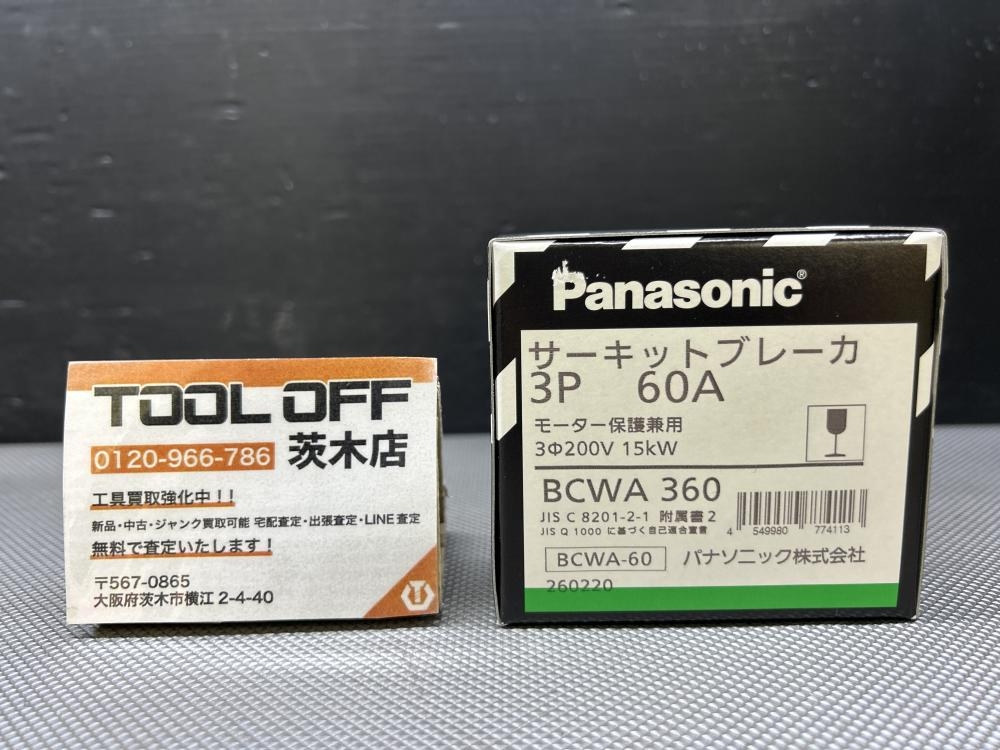 TOOL OFF
0120-966-786 茨木店
工具買取強化中！！
新品・中古・ジャンク買取可能 宅配査定・出張査定・LINE査定
無料で査定いたします！
〒567-0865
大阪府茨木市横江2-4-40
Panasonic®
サーキットブレーカ
3P 60A
モーター保護兼用
3Φ200V 15kW
BCWA 360
JIS C 8201-2-1 附属書2
JIS Q 1000 に基づく自己適合宣言
4 549980 774113
BCWA-60 パナソニック株式会社
260220